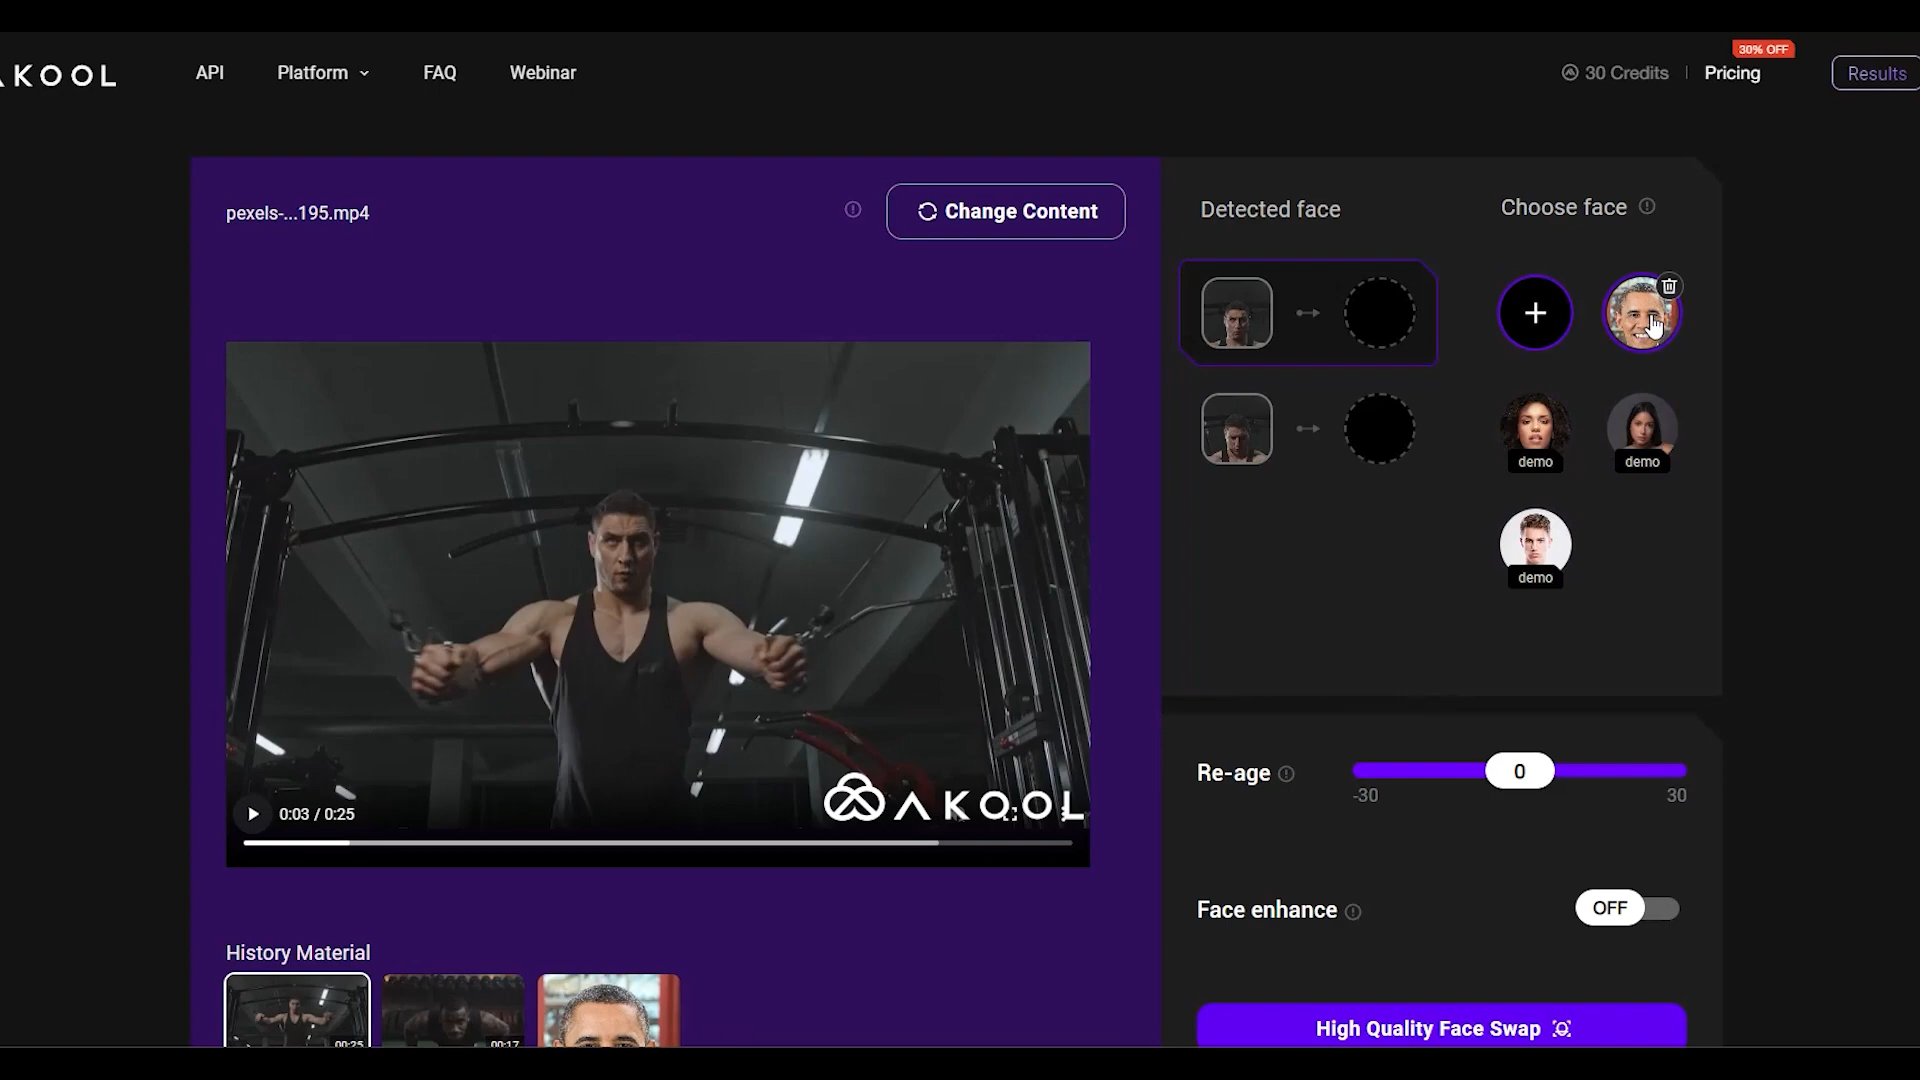 AKOOL
API
Platform
FAQ
Webinar
30 Credits
30% OFF
Pricing
Results
pexels-...195.mp4
Change Content
Detected face
Choose face
demo
demo
demo
0:03 / 0:25
AKOOL
Re-age
0
-30
30
Face enhance
OFF
History Material
00:25
00:17
High Quality Face Swap